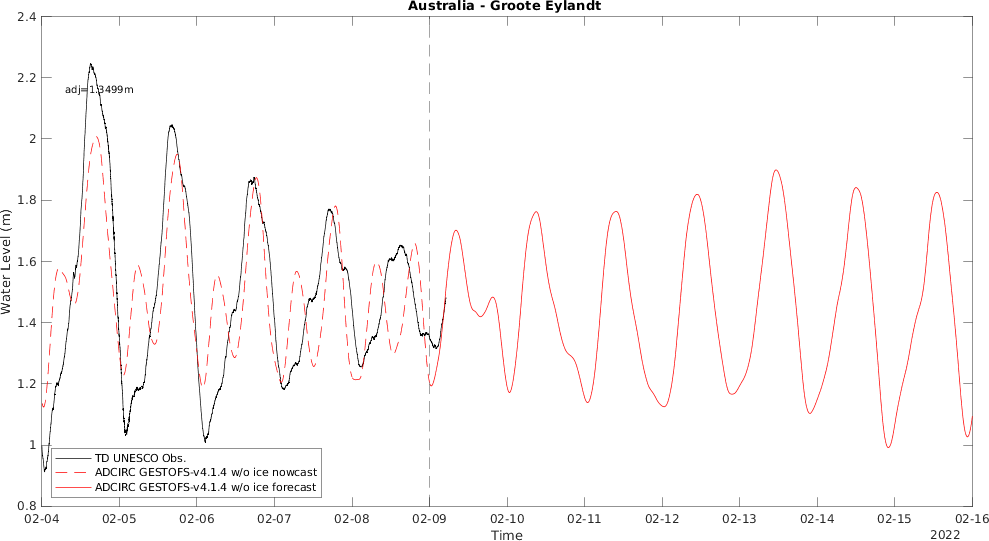 Australia - Groote Eylandt
2.4
2.2
2
1.8
1.6
1.4
1.2
1
0.8
Water Level (m)
adj=1.3499m
TD UNESCO Obs.
ADCIRC GESTOFS-v4.1.4 w/o ice nowcast
ADCIRC GESTOFS-v4.1.4 w/o ice forecast
02-04 02-05 02-06 02-07 02-08 02-09 02-10 02-11 02-12 02-13 02-14 02-15 02-16
Time
2022